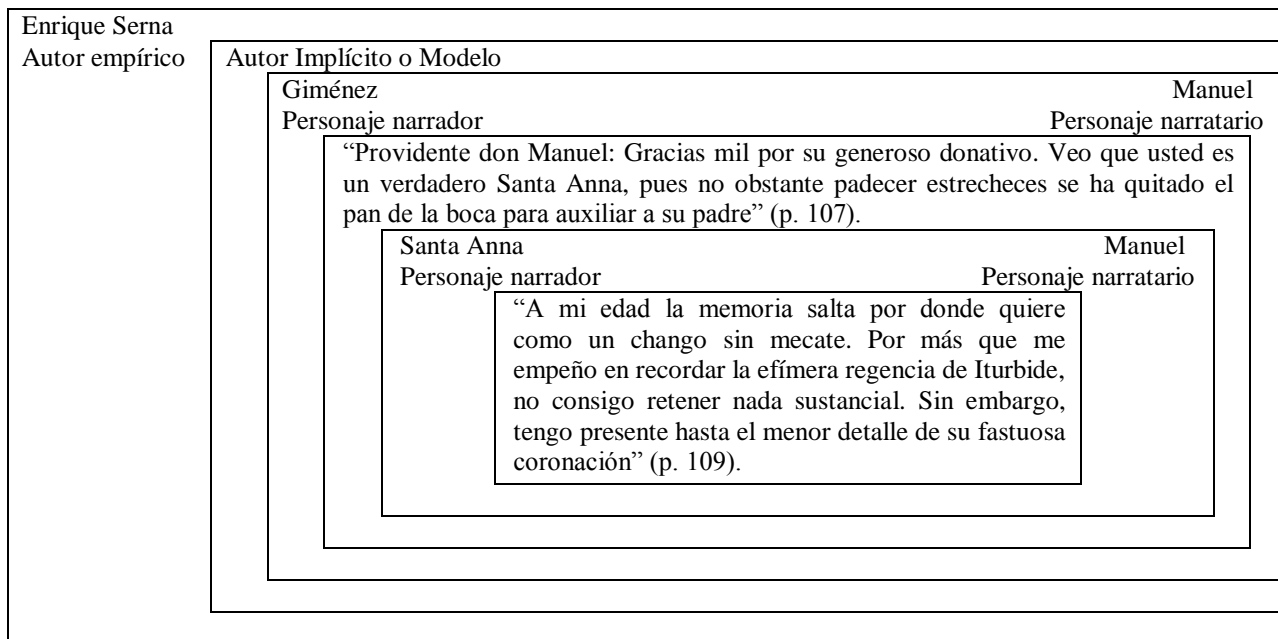 Enrique Serna
Autor empírico Autor Implícito o Modelo
Giménez Manuel
Personaje narrador Personaje narratario
“Providente don Manuel: Gracias mil por su generoso donativo. Veo que usted es
un verdadero Santa Anna, pues no obstante padecer estrecheces se ha quitado el
pan de la boca para auxiliar a su padre” (p. 107).
Santa Anna Manuel
Personaje narrador Personaje narratario
“A mi edad la memoria salta por donde quiere
como un chango sin mecate. Por más que me
empeño en recordar la efímera regencia de Iturbide,
no consigo retener nada sustancial. Sin embargo,
tengo presente hasta el menor detalle de su fastuosa
coronación” (p. 109).